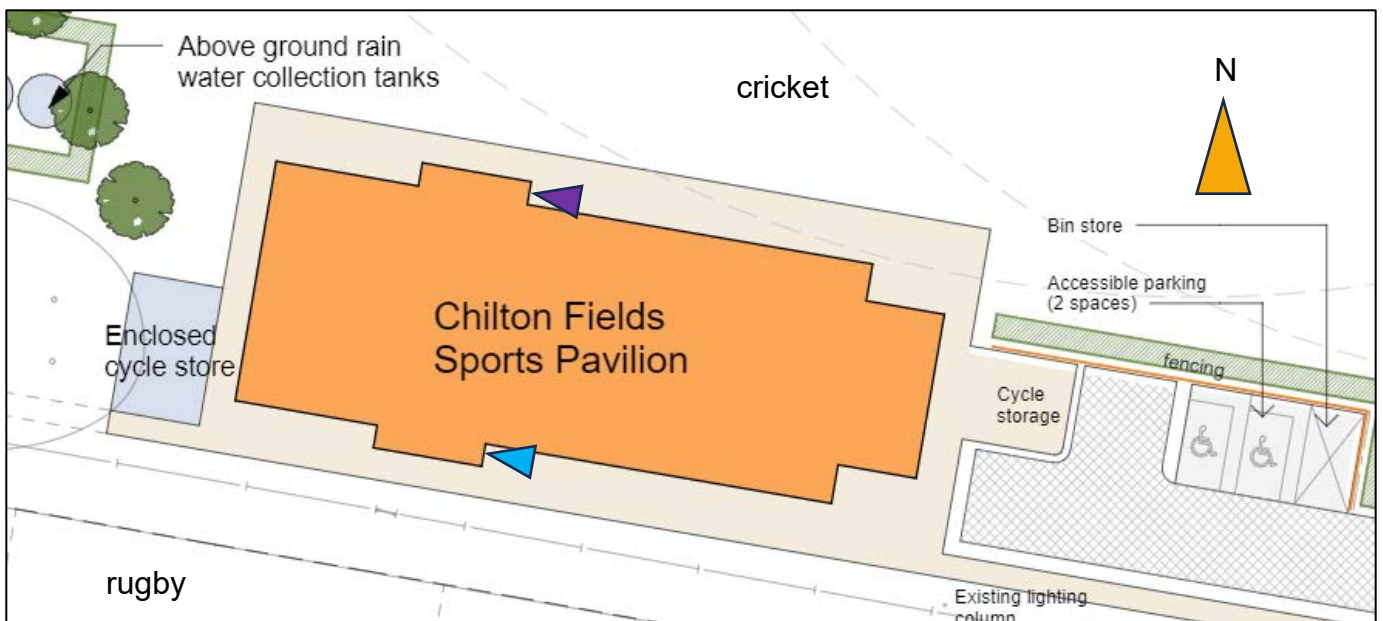 Above ground rain
water collection tanks
cricket
N
Bin store
Accessible parking
(2 spaces)
Chilton Fields
Sports Pavilion
Enclosed
cycle store
fencing
Cycle
storage
rugby
Existing lighting
column